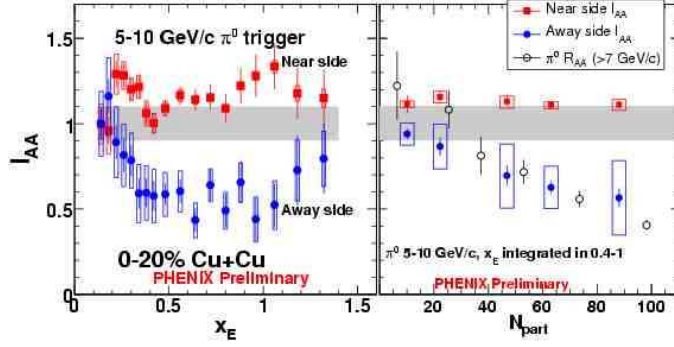 5-10 GeV/c π⁰ trigger
Near side
Away side
0-20% Cu+Cu
PHENIX Preliminary
I_AA
1.5
1
0.5
0
0 0.5 1 1.5
x_E
Near side I_AA
Away side I_AA
π⁰ R_AA (>7 GeV/c)
π⁰ 5-10 GeV/c, x_E integrated in 0.4-1
PHENIX Preliminary
0 20 40 60 80 100
N_part